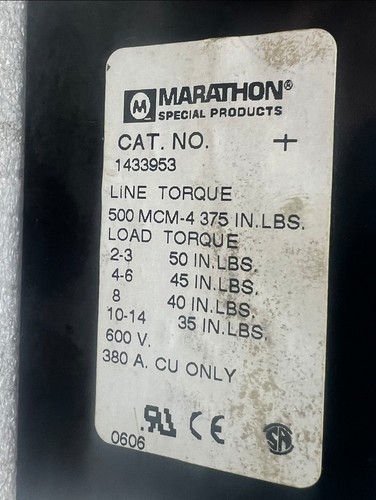 M MARATHON®
SPECIAL PRODUCTS
CAT. NO. +
1433953
LINE TORQUE
500 MCM-4 375 IN.LBS.
LOAD TORQUE
2-3 50 IN.LBS.
4-6 45 IN.LBS.
8 40 IN.LBS.
10-14 35 IN.LBS.
600 V.
380 A. CU ONLY
RU CE SA
0606